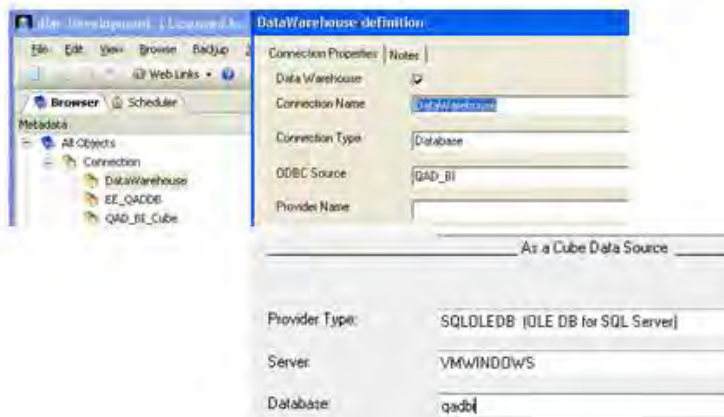 Development
DataWarehouse definition
File Edit View Browse Backup
Web Links
Browser Scheduler
Metadata
All Objects
Connection
DataWarehouse
EE_QADDB
QAD_BI_Cube
Connection Properties Notes
Data Warehouse
Connection Name DataWarehouse
Connection Type Database
ODBC Source QAD_BI
Provider Name
As a Cube Data Source
Provider Type: SQLOLEDB (OLE DB for SQL Server)
Server VMWINDOWS
Database qadbi